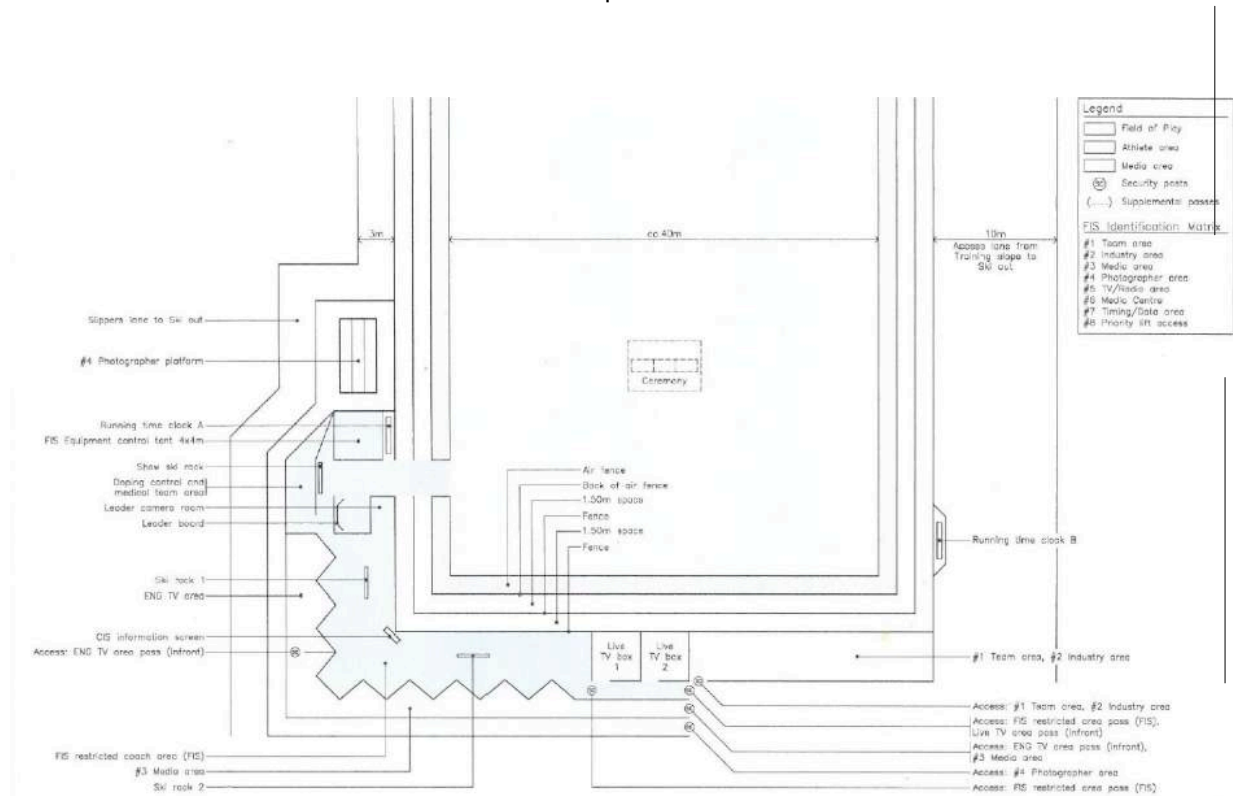 Legend
Field of Play
Athlete area
Media area
Security posts
(.....) Supplemental passes
FIS Identification Matrix
#1 Team area
#2 Industry area
#3 Media area
#4 Photographer area
#5 TV/Radio area
#6 Media Centre
#7 Timing/Data area
#8 Priority lift access
3m
ca.40m
10m
Access lane from
Training slope to
Ski out
Slippers lane to Ski out
#4 Photographer platform
Ceremony
Running time clock A
FIS Equipment control tent 4x4m
Show ski rack
Doping control and
medical team area
Leader camera room
Leader board
Air fence
Back of air fence
1.50m space
Fence
1.50m space
Fence
Running time clock B
Ski rack 1
ENG TV area
CIS information screen
Access: ENG TV area pass (Infront)
Live
TV box
1
Live
TV box
2
#1 Team area, #2 Industry area
Access: #1 Team area, #2 Industry area
Access: FIS restricted area pass (FIS),
Live TV area pass (Infront)
Access: ENG TV area pass (Infront),
#3 Media area
Access: #4 Photographer area
Access: FIS restricted area pass (FIS)
FIS restricted coach area (FIS)
#3 Media area
Ski rack 2